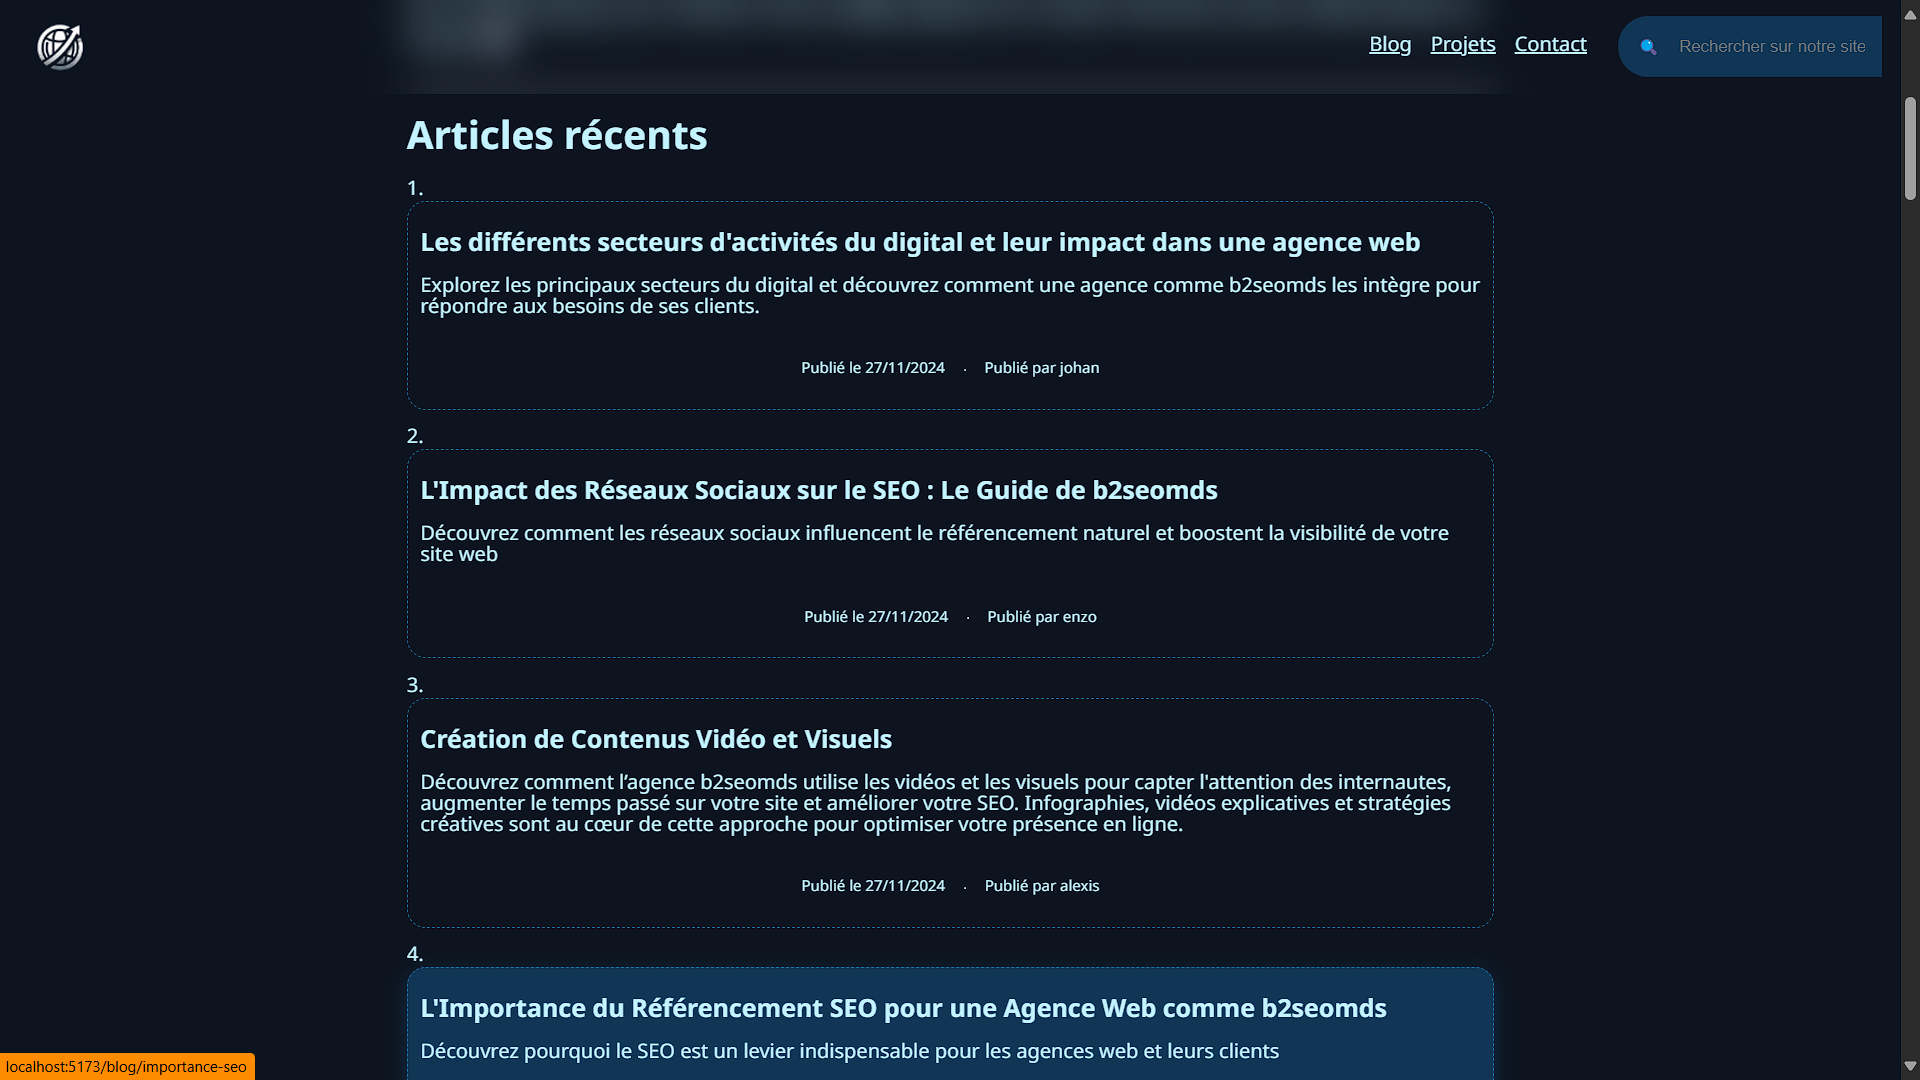 Blog Projets Contact Rechercher sur notre site
Articles récents
1.
Les différents secteurs d'activités du digital et leur impact dans une agence web
Explorez les principaux secteurs du digital et découvrez comment une agence comme b2seomds les intègre pour
répondre aux besoins de ses clients.
Publié le 27/11/2024 · Publié par johan
2.
L'Impact des Réseaux Sociaux sur le SEO : Le Guide de b2seomds
Découvrez comment les réseaux sociaux influencent le référencement naturel et boostent la visibilité de votre
site web
Publié le 27/11/2024 · Publié par enzo
3.
Création de Contenus Vidéo et Visuels
Découvrez comment l’agence b2seomds utilise les vidéos et les visuels pour capter l'attention des internautes,
augmenter le temps passé sur votre site et améliorer votre SEO. Infographies, vidéos explicatives et stratégies
créatives sont au cœur de cette approche pour optimiser votre présence en ligne.
Publié le 27/11/2024 · Publié par alexis
4.
L'Importance du Référencement SEO pour une Agence Web comme b2seomds
Découvrez pourquoi le SEO est un levier indispensable pour les agences web et leurs clients
localhost:5173/blog/importance-seo